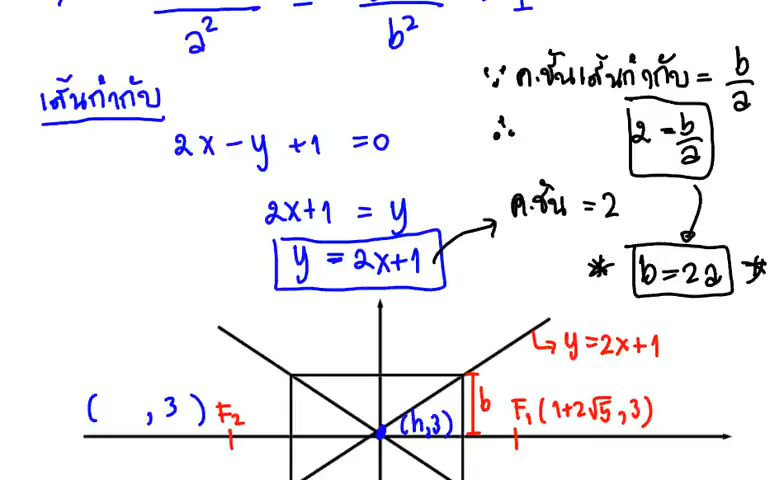 a² b²
เส้นกำกับ
2x - y + 1 = 0
2x+1 = y
y = 2x+1
∵ ค.ชันเส้นกำกับ = b/a
∴ 2 = b/a
ค.ชัน = 2
* b = 2a *
y = 2x+1
( , 3) F₂
(h,3)
b
F₁(1+2√5, 3)